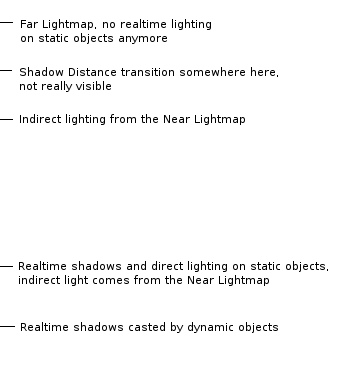 Far Lightmap, no realtime lighting
on static objects anymore
Shadow Distance transition somewhere here,
not really visible
Indirect lighting from the Near Lightmap
Realtime shadows and direct lighting on static objects,
indirect light comes from the Near Lightmap
Realtime shadows casted by dynamic objects